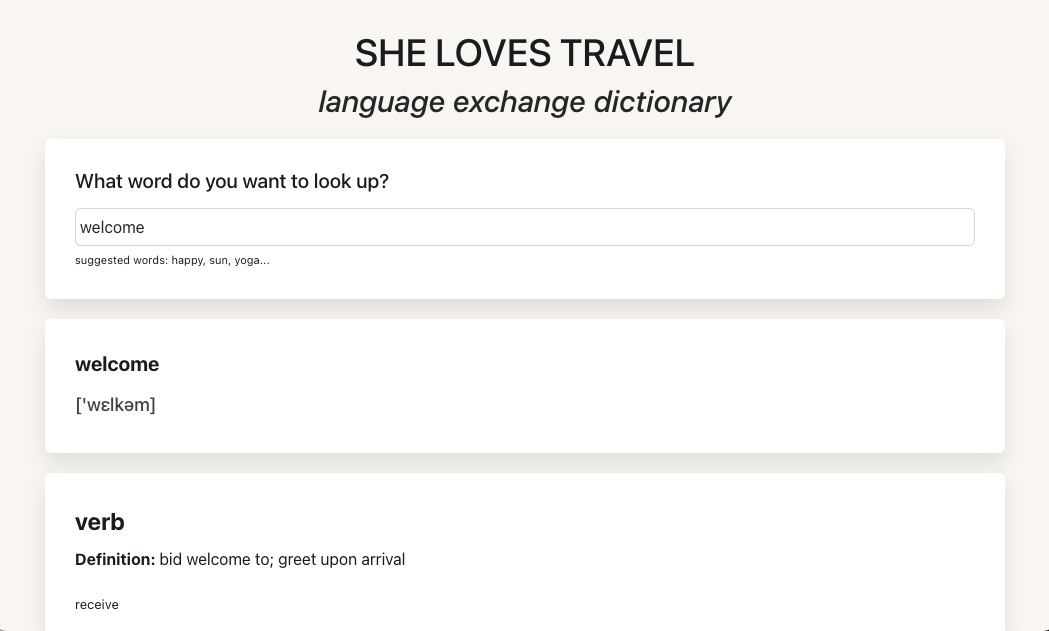 SHE LOVES TRAVEL
language exchange dictionary
What word do you want to look up?
welcome
suggested words: happy, sun, yoga...
welcome
['wɛlkəm]
verb
Definition: bid welcome to; greet upon arrival
receive